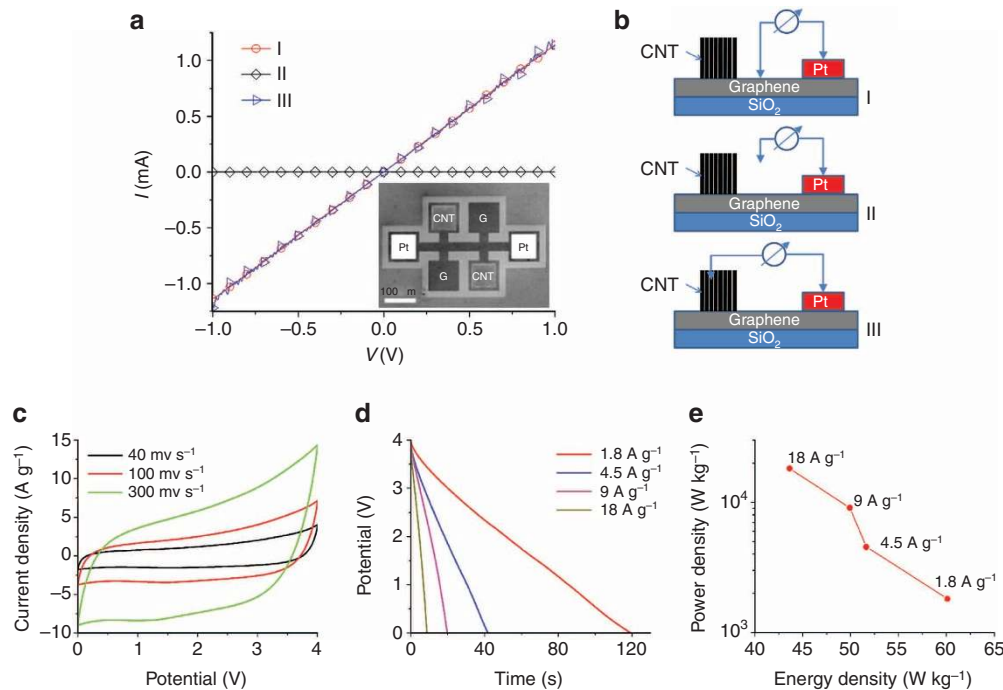 a
I
II
III
1.0
0.5
0.0
−0.5
−1.0
I (mA)
−1.0
−0.5
0.0
0.5
1.0
V (V)
CNT
G
Pt
Pt
G
CNT
100 m
b
CNT
Pt
Graphene
SiO₂
I
CNT
Pt
Graphene
SiO₂
II
CNT
Pt
Graphene
SiO₂
III
c
40 mv s⁻¹
100 mv s⁻¹
300 mv s⁻¹
15
10
5
0
−5
−10
Current density (A g⁻¹)
0
1
2
3
4
Potential (V)
d
1.8 A g⁻¹
4.5 A g⁻¹
9 A g⁻¹
18 A g⁻¹
4
3
2
1
0
Potential (V)
0
40
80
120
Time (s)
e
18 A g⁻¹
9 A g⁻¹
4.5 A g⁻¹
1.8 A g⁻¹
10⁴
10³
Power density (W kg⁻¹)
40
45
50
55
60
65
Energy density (W kg⁻¹)